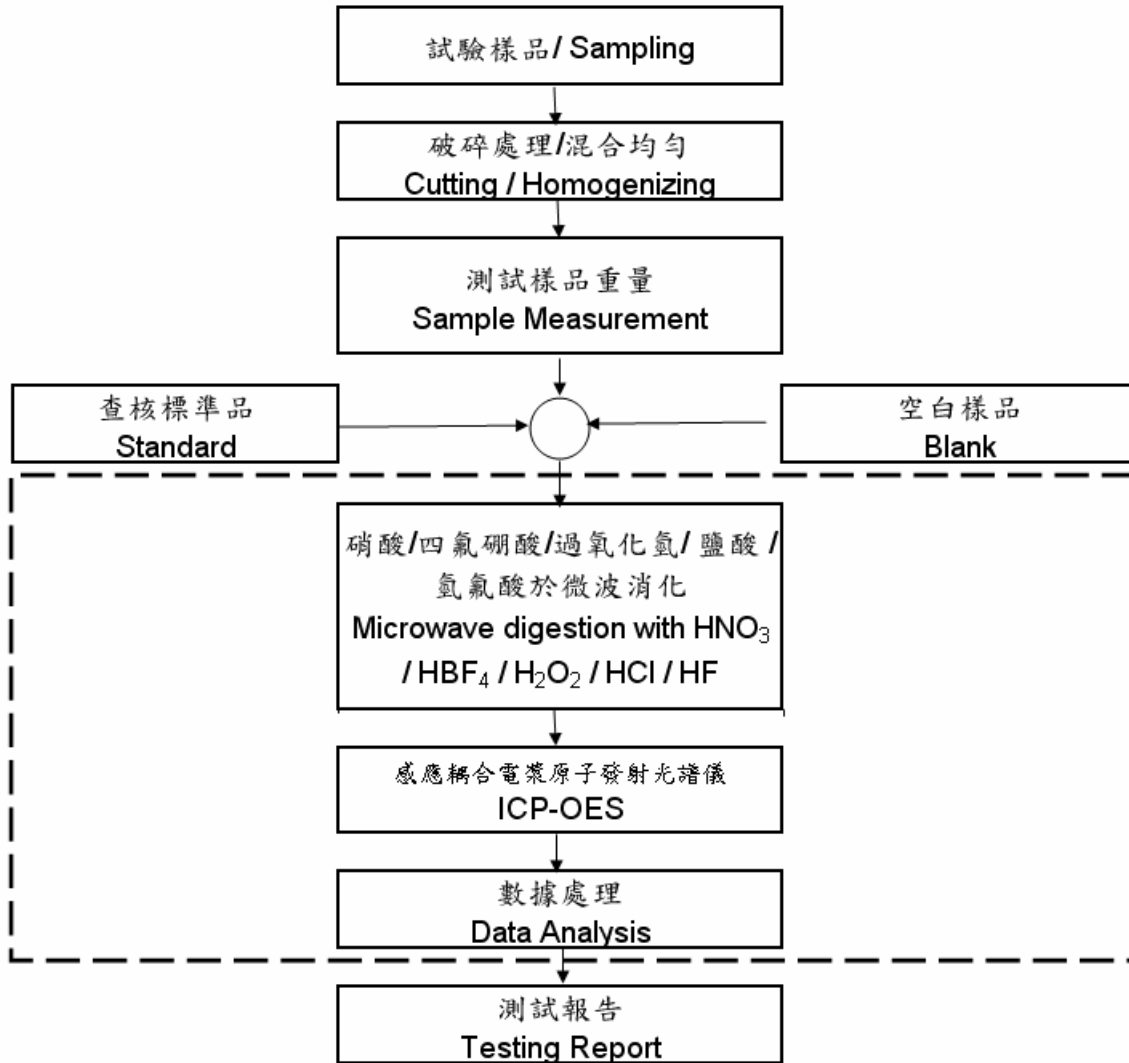 試驗樣品/ Sampling
破碎處理/混合均勻
Cutting / Homogenizing
測試樣品重量
Sample Measurement
查核標準品
Standard
空白樣品
Blank
硝酸/四氟硼酸/過氧化氫/ 鹽酸 /
氫氟酸於微波消化
Microwave digestion with HNO₃
/ HBF₄ / H₂O₂ / HCl / HF
感應耦合電漿原子發射光譜儀
ICP-OES
數據處理
Data Analysis
測試報告
Testing Report